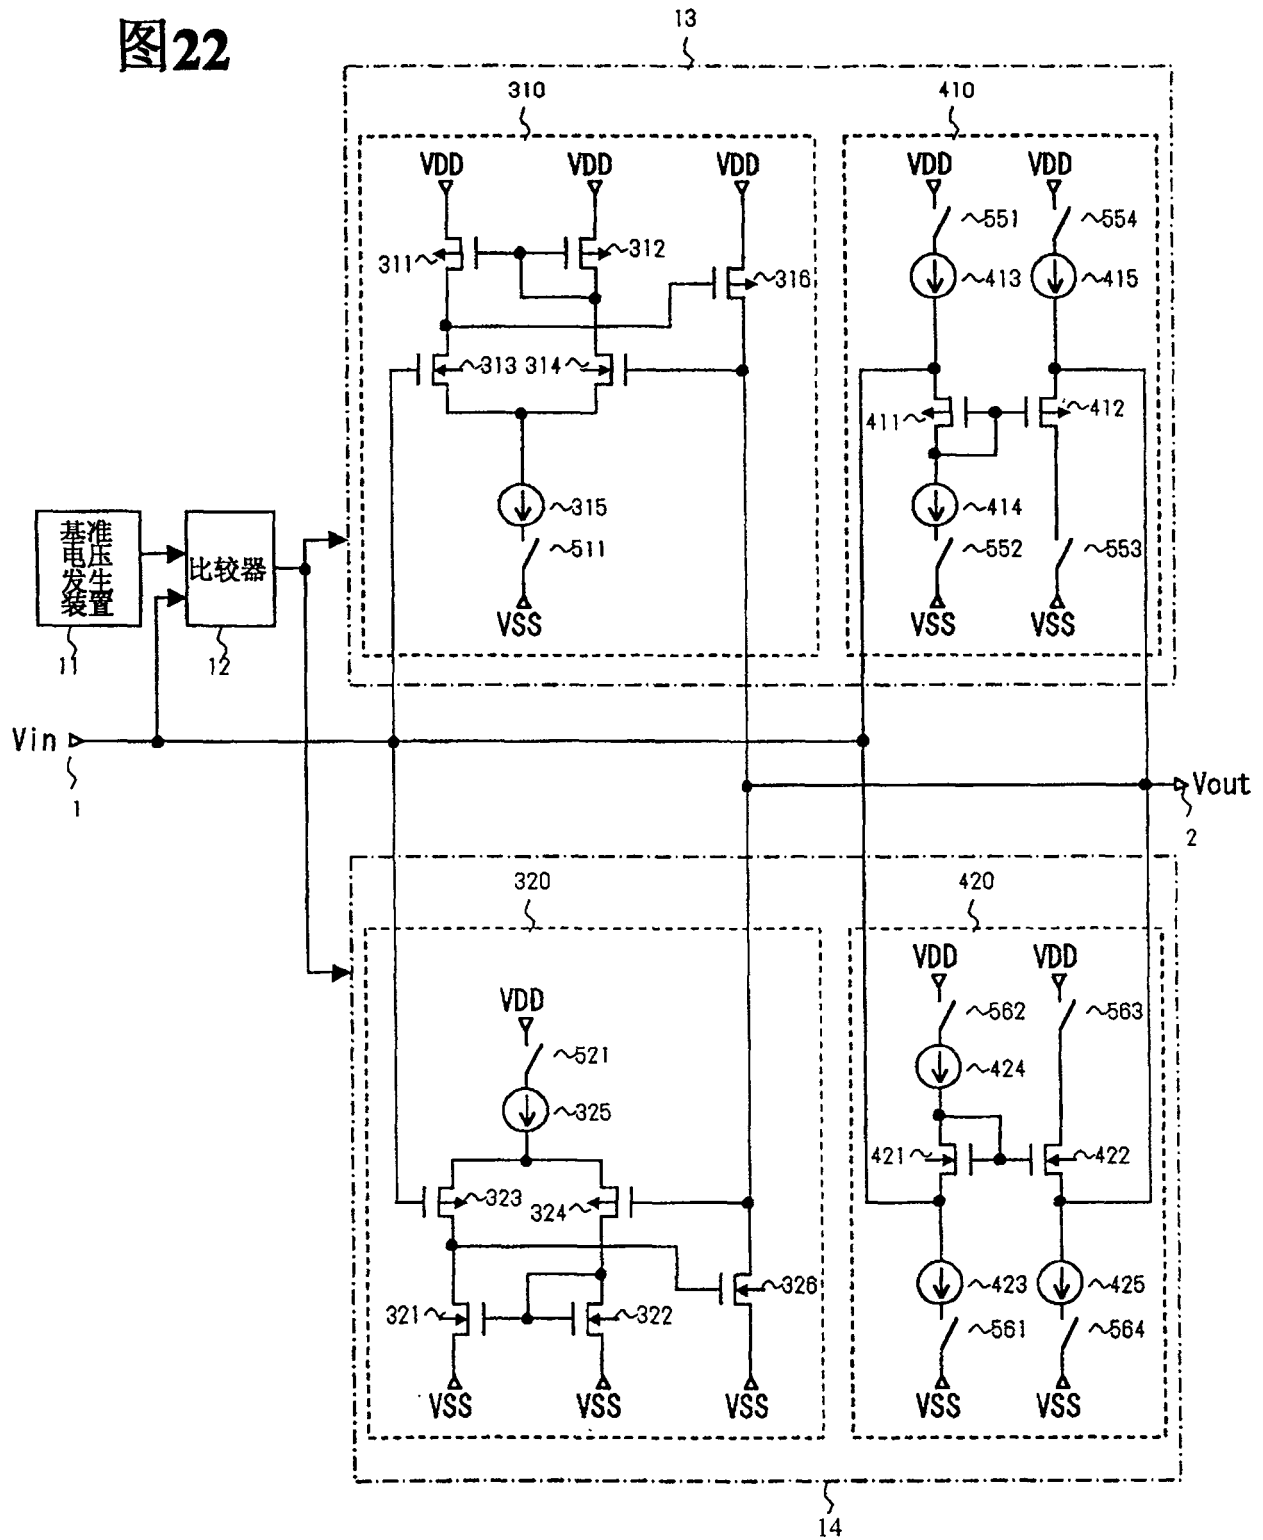 图22
13
310
410
VDD
VDD
VDD
VDD
VDD
551
554
311
312
316
413
415
313
314
411
412
315
414
511
552
553
VSS
VSS
VSS
基准
电压
发生
装置
比较器
11
12
Vin
1
Vout
2
320
420
VDD
VDD
VDD
521
562
563
325
424
323
324
421
422
321
322
326
423
425
561
564
VSS
VSS
VSS
VSS
VSS
14